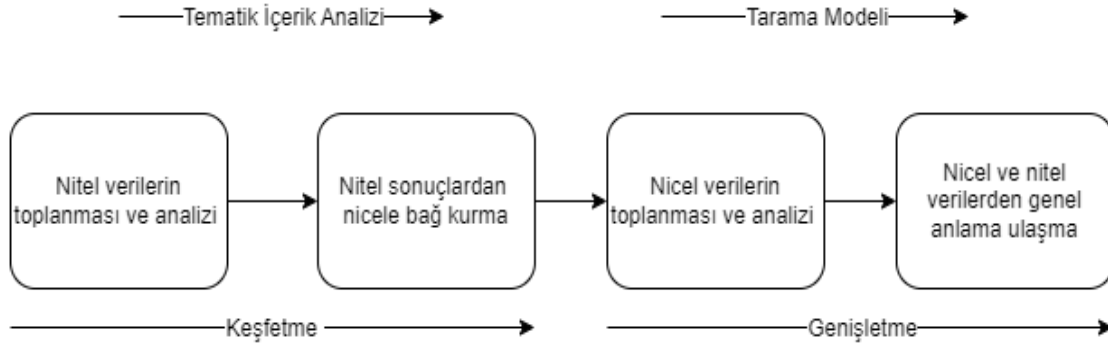 Tematik İçerik Analizi
Tarama Modeli
Nitel verilerin
toplanması ve analizi
Nitel sonuçlardan
nicele bağ kurma
Nicel verilerin
toplanması ve analizi
Nicel ve nitel
verilerden genel
anlama ulaşma
Keşfetme
Genişletme